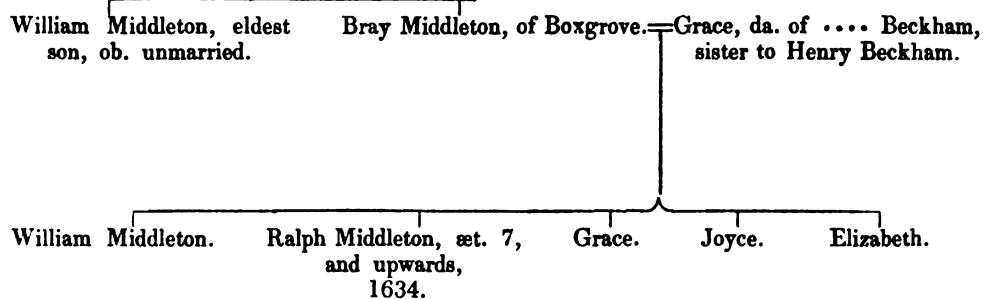 William Middleton, eldest son, ob. unmarried.
Bray Middleton, of Boxgrove.
Grace, da. of .... Beckham,
sister to Henry Beckham.
William Middleton.
Ralph Middleton, æt. 7,
and upwards,
1634.
Grace.
Joyce.
Elizabeth.